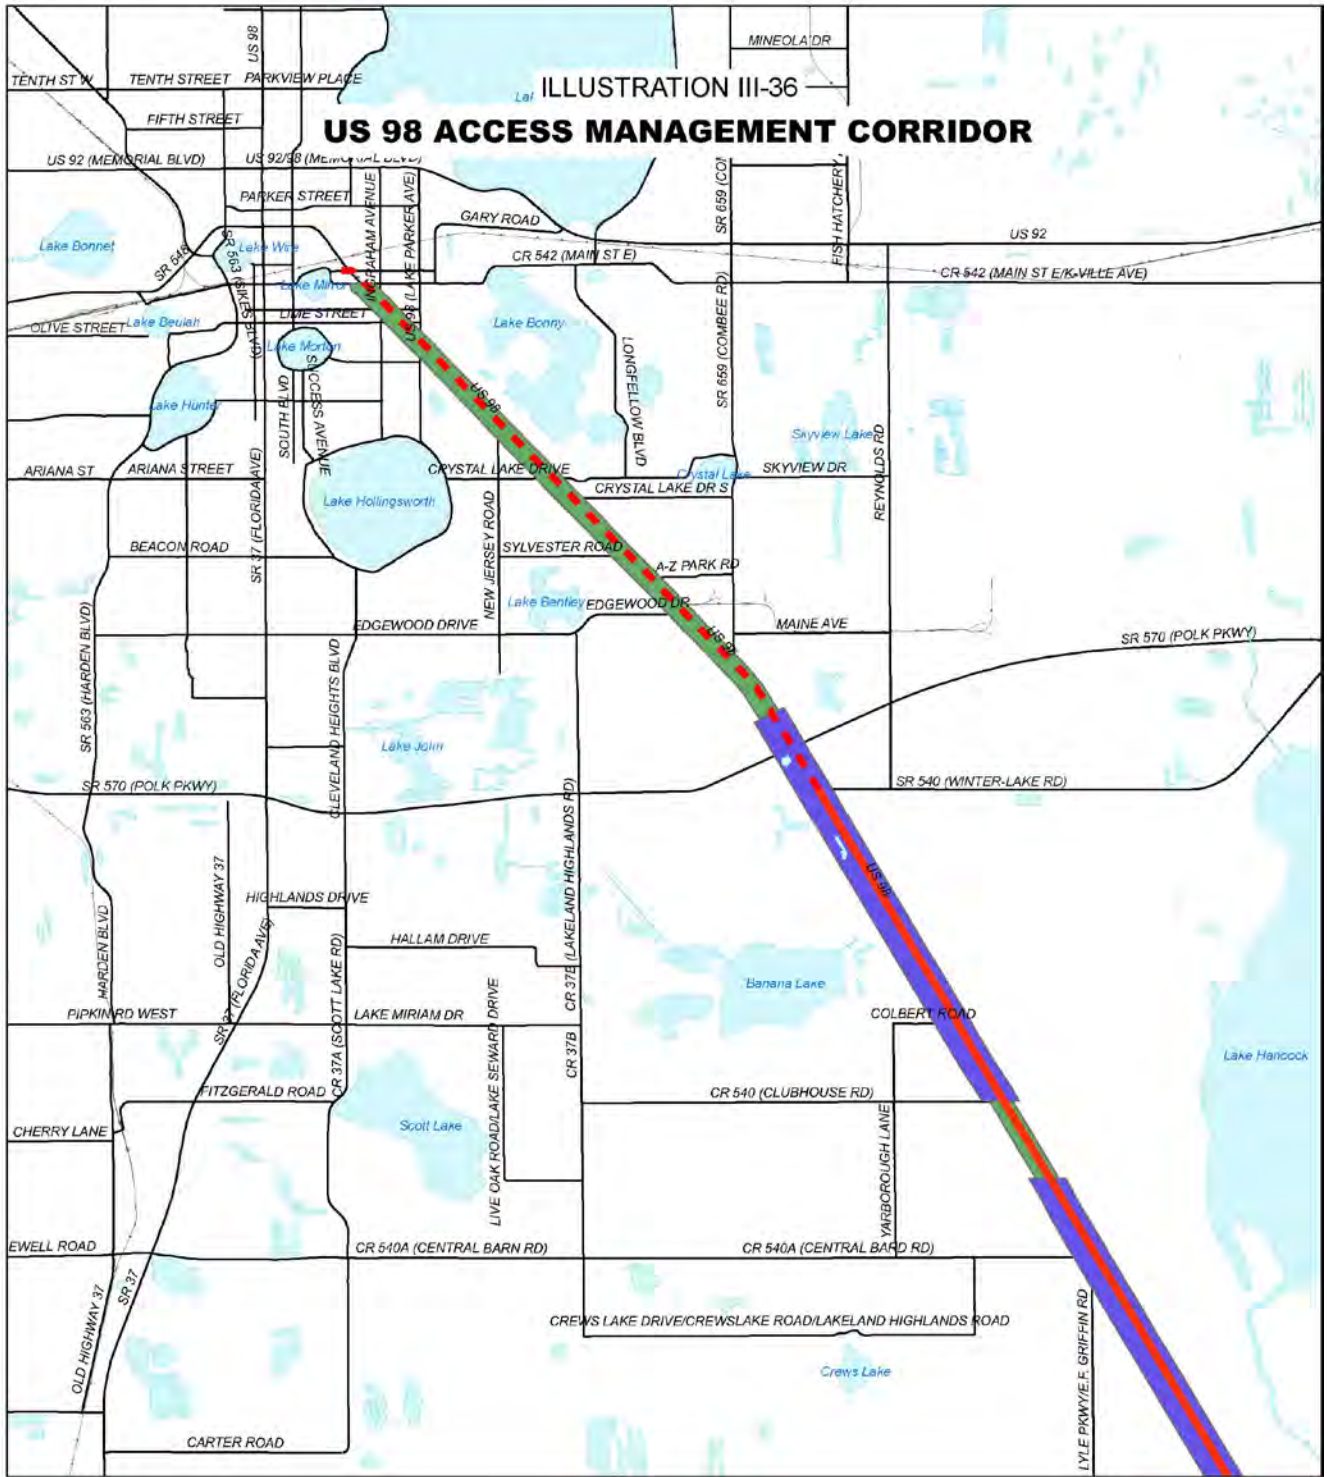 US 98
MINEOLA DR
TENTH ST W
TENTH STREET
PARKVIEW PLACE
ILLUSTRATION III-36
FIFTH STREET
US 98 ACCESS MANAGEMENT CORRIDOR
US 92 (MEMORIAL BLVD)
US 92/98 (MEMORIAL BLVD)
PARKER STREET
INGRAHAM AVENUE
US 98 (LAKE PARKER AVE)
GARY ROAD
SR 659 (COM
FISH HATCHERY
US 92
Lake Bonnet
SR 548
SR 563 (SIKES BLVD)
Lake Wire
CR 542 (MAIN ST E)
CR 542 (MAIN ST E/K-VILLE AVE)
Lake Mirror
OLIVE STREET
Lake Beulah
LIME STREET
Lake Bonny
SR 659 (COMBEE RD)
Lake Morton
LONGFELLOW BLVD
Lake Hunter
SOUTH BLVD
SUCCESS AVENUE
US 98
Skyview Lake
REYNOLDS RD
ARIANA ST
ARIANA STREET
SR 37 (FLORIDA AVE)
CRYSTAL LAKE DRIVE
Crystal Lake
SKYVIEW DR
Lake Hollingsworth
CRYSTAL LAKE DR S
BEACON ROAD
NEW JERSEY ROAD
SYLVESTER ROAD
A-Z PARK RD
Lake Bentley
EDGEWOOD DR
EDGEWOOD DRIVE
MAINE AVE
US 98
SR 570 (POLK PKWY)
SR 563 (HARDEN BLVD)
CLEVELAND HEIGHTS BLVD
Lake John
SR 570 (POLK PKWY)
SR 540 (WINTER-LAKE RD)
CR 37B (LAKELAND HIGHLANDS RD)
OLD HIGHWAY 37
US 98
HIGHLANDS DRIVE
HARDEN BLVD
SR 37 (FLORIDA AVE)
HALLAM DRIVE
CR 37A (SCOTT LAKE RD)
LIVE OAK ROAD/LAKE SEWARD DRIVE
Banana Lake
PIPKIN RD WEST
LAKE MIRIAM DR
CR 37B
COLBERT ROAD
Lake Hancock
FITZGERALD ROAD
CR 540 (CLUBHOUSE RD)
CHERRY LANE
Scott Lake
YARBOROUGH LANE
EWELL ROAD
CR 540A (CENTRAL BARN RD)
CR 540A (CENTRAL BARD RD)
SR 37
OLD HIGHWAY 37
CREWS LAKE DRIVE/CREWSLAKE ROAD/LAKELAND HIGHLANDS ROAD
LYLE PKWY/E.F. GRIFFIN RD
Crews Lake
CARTER ROAD